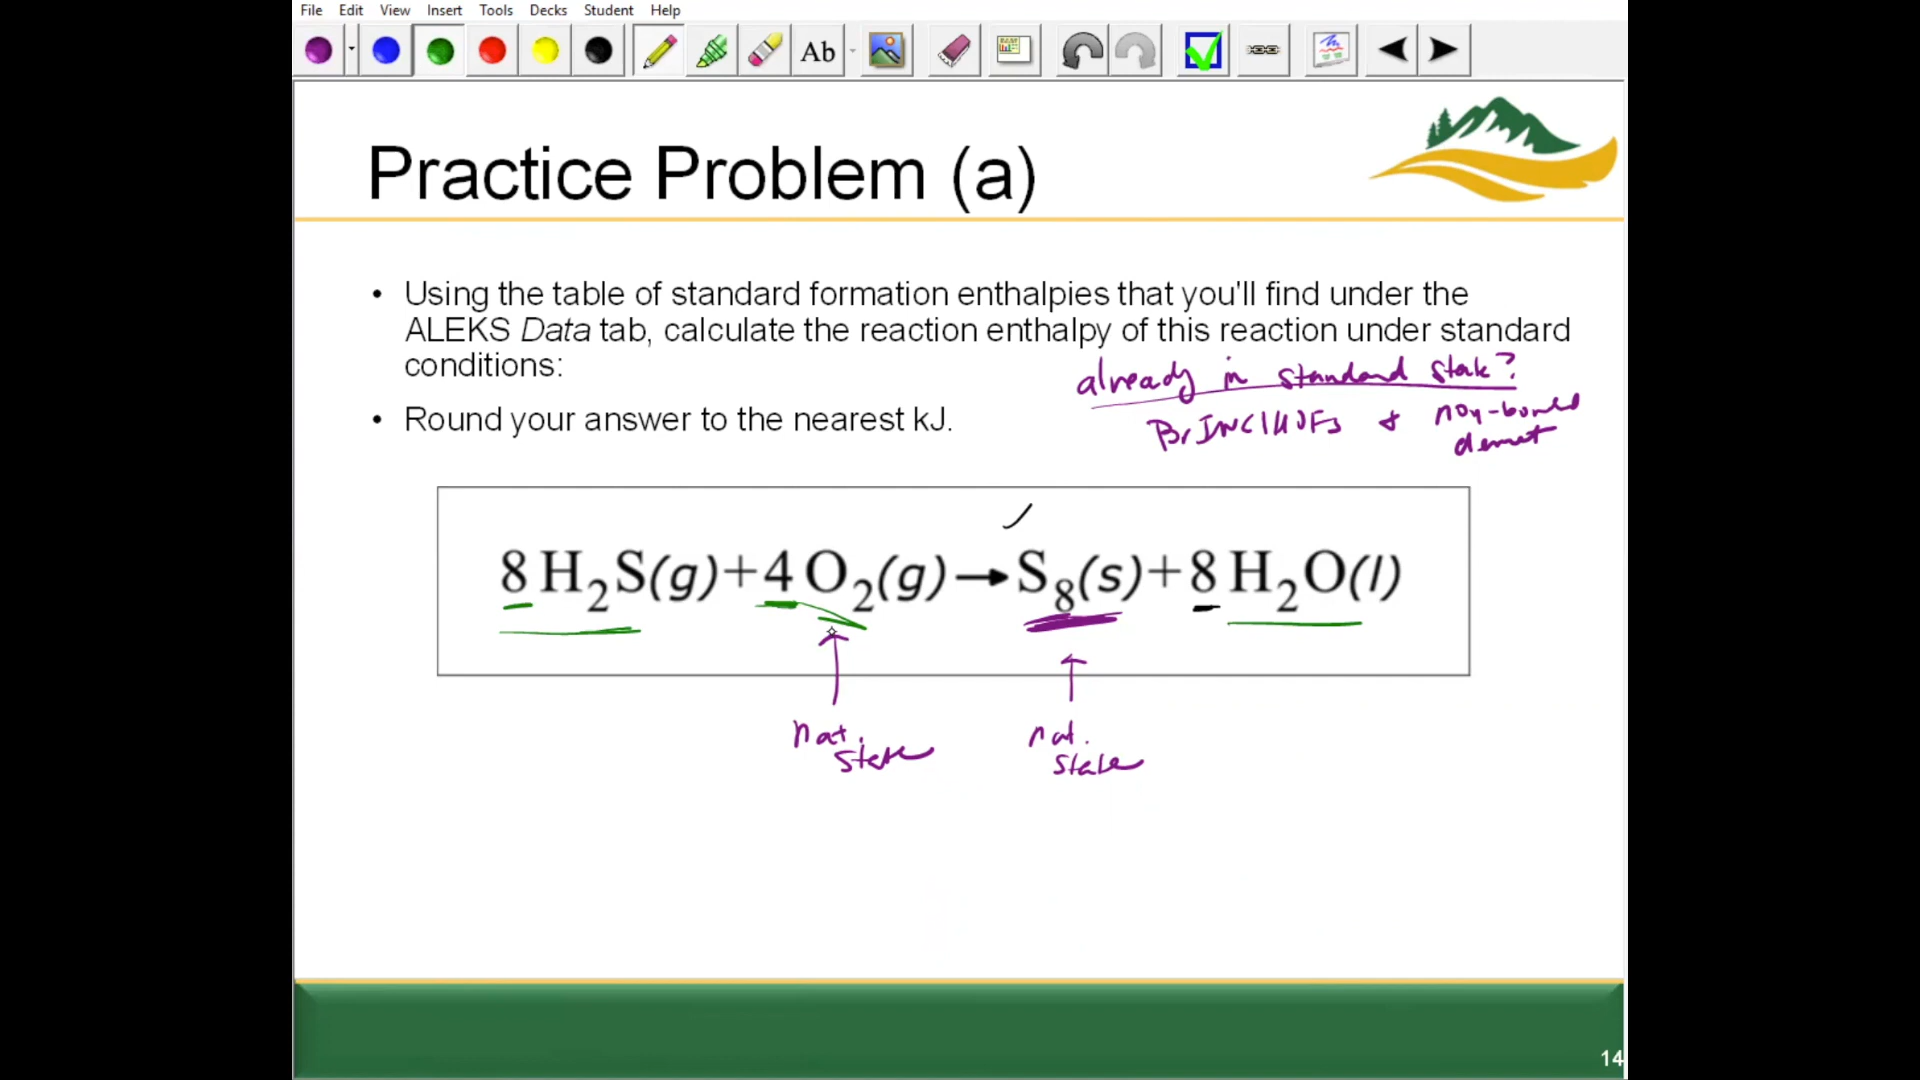 File Edit View Insert Tools Decks Student Help
Ab
Practice Problem (a)
• Using the table of standard formation enthalpies that you'll find under the
ALEKS Data tab, calculate the reaction enthalpy of this reaction under standard
conditions:
already in standard state?
• Round your answer to the nearest kJ.
BrINClHOFs & non-bonded
element
8 H₂S(g)+4 O₂(g)→S₈(s)+8 H₂O(l)
nat. nat.
state state
14